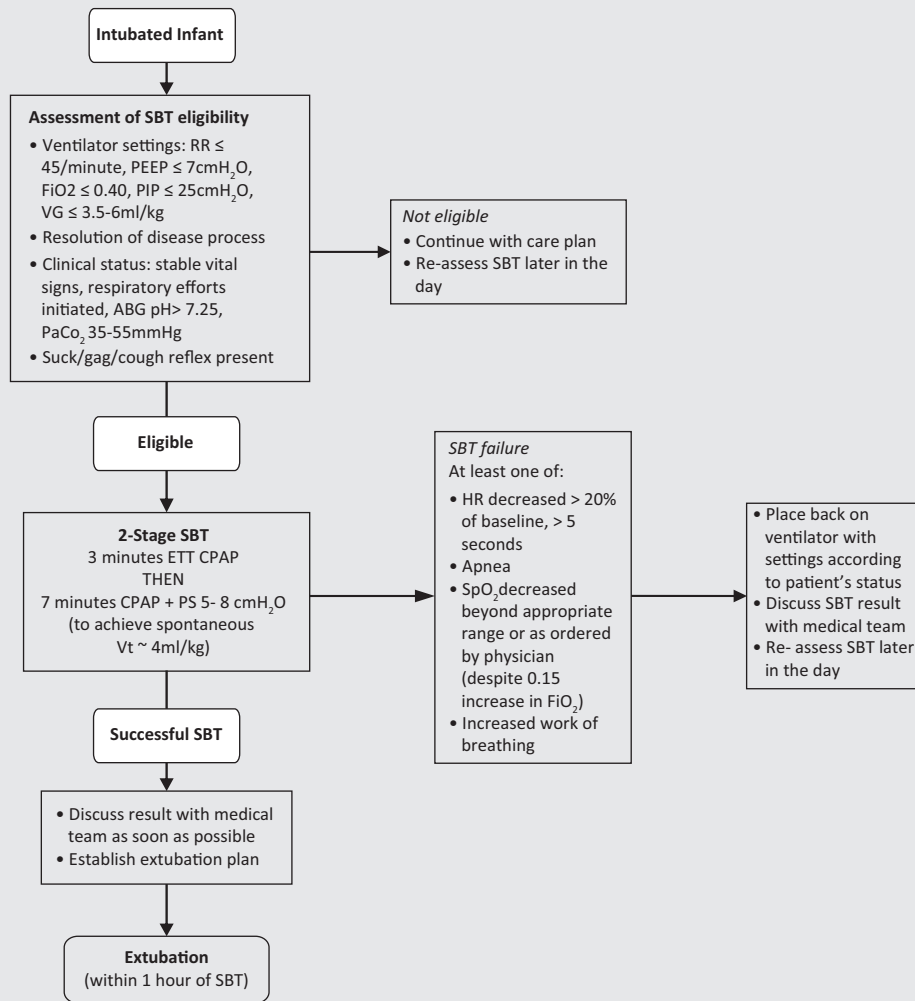 Intubated Infant
Assessment of SBT eligibility
• Ventilator settings: RR ≤
45/minute, PEEP ≤ 7cmH₂O,
FiO2 ≤ 0.40, PIP ≤ 25cmH₂O,
VG ≤ 3.5-6ml/kg
• Resolution of disease process
• Clinical status: stable vital
signs, respiratory efforts
initiated, ABG pH> 7.25,
PaCo₂ 35-55mmHg
• Suck/gag/cough reflex present
Not eligible
• Continue with care plan
• Re-assess SBT later in the
day
Eligible
2-Stage SBT
3 minutes ETT CPAP
THEN
7 minutes CPAP + PS 5- 8 cmH₂O
(to achieve spontaneous
Vt ~ 4ml/kg)
SBT failure
At least one of:
• HR decreased > 20%
of baseline, > 5
seconds
• Apnea
• SpO₂decreased
beyond appropriate
range or as ordered
by physician
(despite 0.15
increase in FiO₂)
• Increased work of
breathing
• Place back on
ventilator with
settings according
to patient's status
• Discuss SBT result
with medical team
• Re- assess SBT later
in the day
Successful SBT
• Discuss result with medical
team as soon as possible
• Establish extubation plan
Extubation
(within 1 hour of SBT)